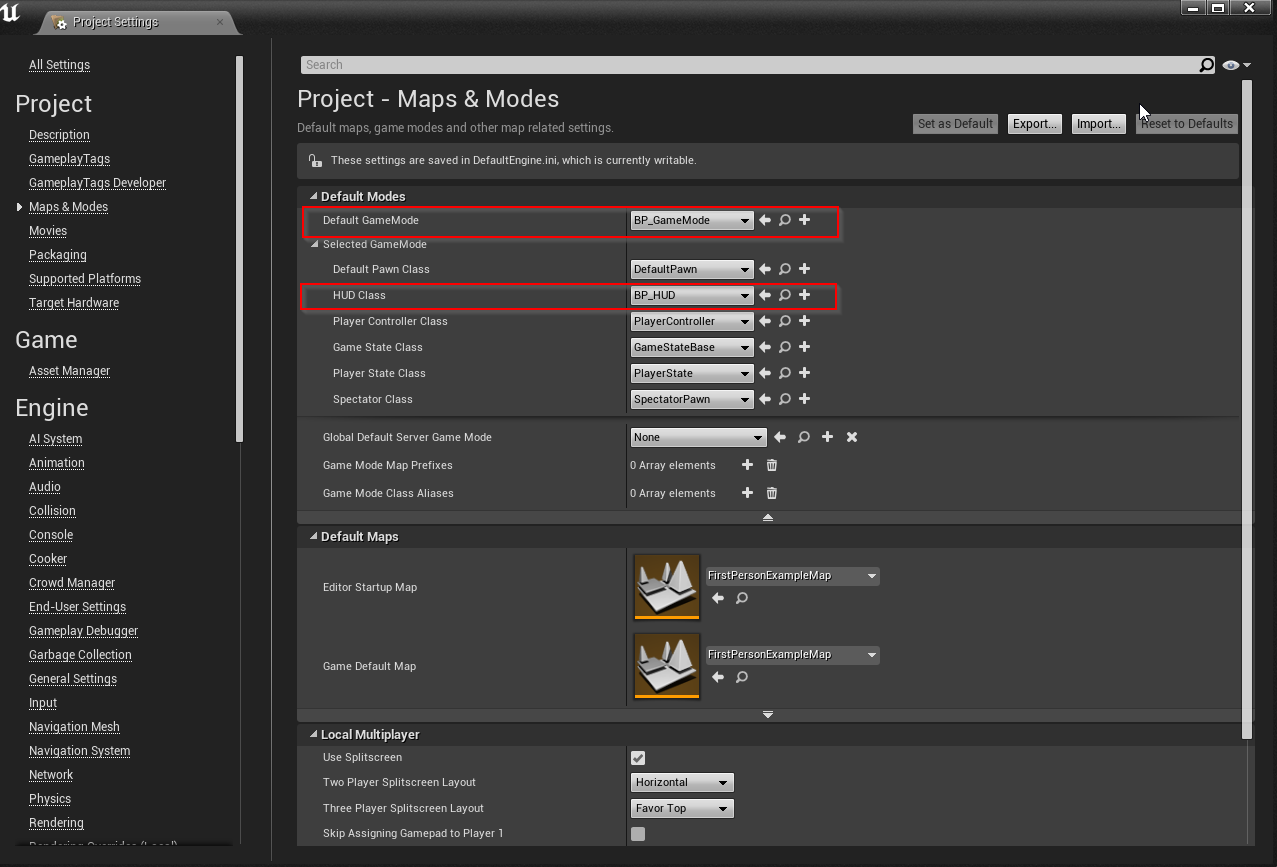 Project Settings
All Settings
Project
Description
GameplayTags
GameplayTags Developer
Maps & Modes
Movies
Packaging
Supported Platforms
Target Hardware
Game
Asset Manager
Engine
AI System
Animation
Audio
Collision
Console
Cooker
Crowd Manager
End-User Settings
Gameplay Debugger
Garbage Collection
General Settings
Input
Navigation Mesh
Navigation System
Network
Physics
Rendering
Rendering Overrides (Local)
Search
Project - Maps & Modes
Default maps, game modes and other map related settings.
Set as Default Export... Import... Reset to Defaults
These settings are saved in DefaultEngine.ini, which is currently writable.
Default Modes
Default GameMode BP_GameMode
Selected GameMode
Default Pawn Class DefaultPawn
HUD Class BP_HUD
Player Controller Class PlayerController
Game State Class GameStateBase
Player State Class PlayerState
Spectator Class SpectatorPawn
Global Default Server Game Mode None
Game Mode Map Prefixes 0 Array elements
Game Mode Class Aliases 0 Array elements
Default Maps
Editor Startup Map FirstPersonExampleMap
Game Default Map FirstPersonExampleMap
Local Multiplayer
Use Splitscreen
Two Player Splitscreen Layout Horizontal
Three Player Splitscreen Layout Favor Top
Skip Assigning Gamepad to Player 1